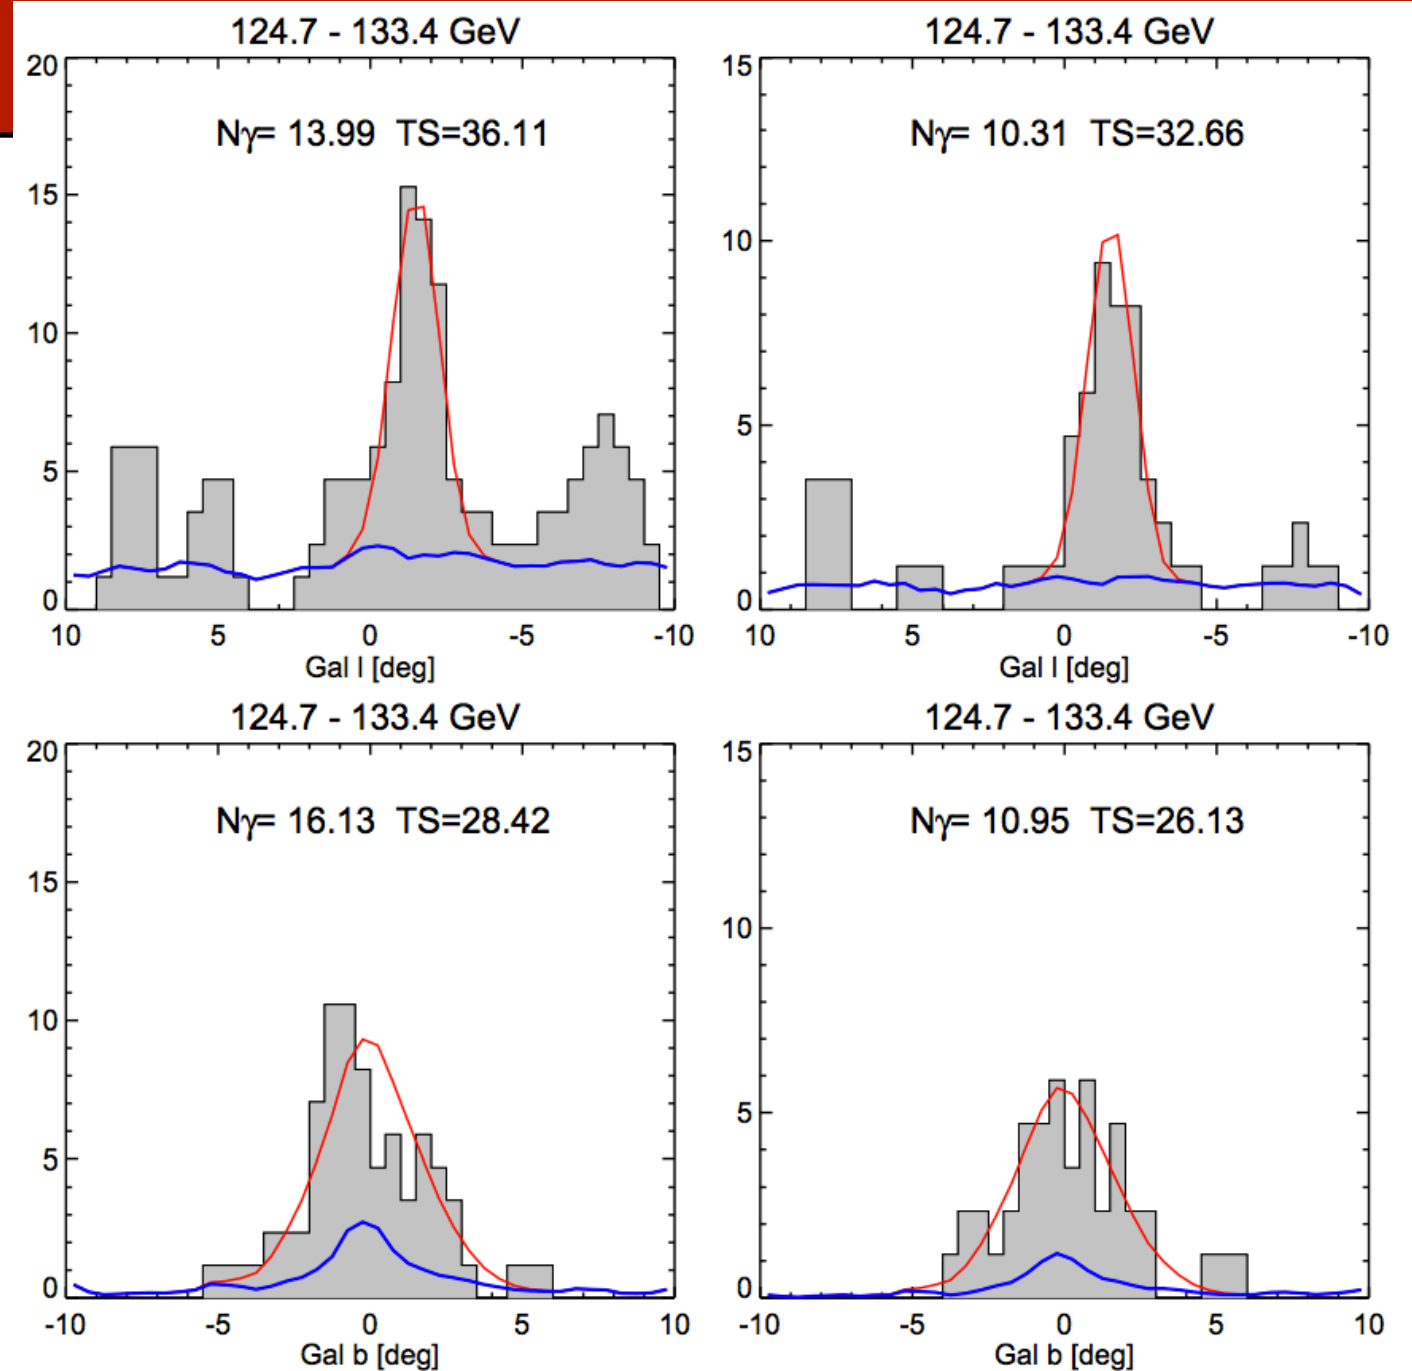 124.7 - 133.4 GeV
Nγ= 13.99 TS=36.11
20
15
10
5
0
10 5 0 -5 -10
Gal l [deg]
124.7 - 133.4 GeV
Nγ= 10.31 TS=32.66
15
10
5
0
10 5 0 -5 -10
Gal l [deg]
124.7 - 133.4 GeV
Nγ= 16.13 TS=28.42
20
15
10
5
0
-10 -5 0 5 10
Gal b [deg]
124.7 - 133.4 GeV
Nγ= 10.95 TS=26.13
15
10
5
0
-10 -5 0 5 10
Gal b [deg]